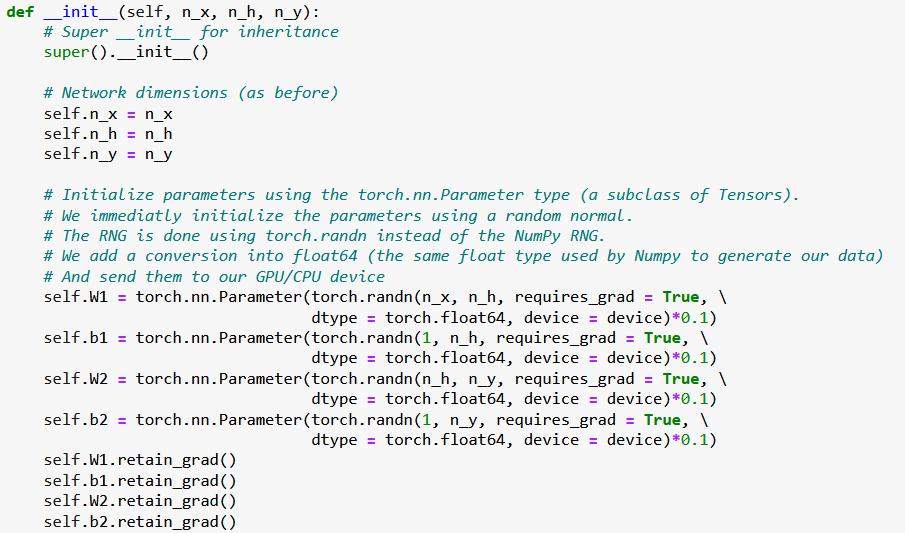 def __init__(self, n_x, n_h, n_y):
    # Super __init__ for inheritance
    super().__init__()

    # Network dimensions (as before)
    self.n_x = n_x
    self.n_h = n_h
    self.n_y = n_y

    # Initialize parameters using the torch.nn.Parameter type (a subclass of Tensors).
    # We immediatly initialize the parameters using a random normal.
    # The RNG is done using torch.randn instead of the NumPy RNG.
    # We add a conversion into float64 (the same float type used by Numpy to generate our data)
    # And send them to our GPU/CPU device
    self.W1 = torch.nn.Parameter(torch.randn(n_x, n_h, requires_grad = True, \
                                 dtype = torch.float64, device = device)*0.1)
    self.b1 = torch.nn.Parameter(torch.randn(1, n_h, requires_grad = True, \
                                 dtype = torch.float64, device = device)*0.1)
    self.W2 = torch.nn.Parameter(torch.randn(n_h, n_y, requires_grad = True, \
                                 dtype = torch.float64, device = device)*0.1)
    self.b2 = torch.nn.Parameter(torch.randn(1, n_y, requires_grad = True, \
                                 dtype = torch.float64, device = device)*0.1)
    self.W1.retain_grad()
    self.b1.retain_grad()
    self.W2.retain_grad()
    self.b2.retain_grad()